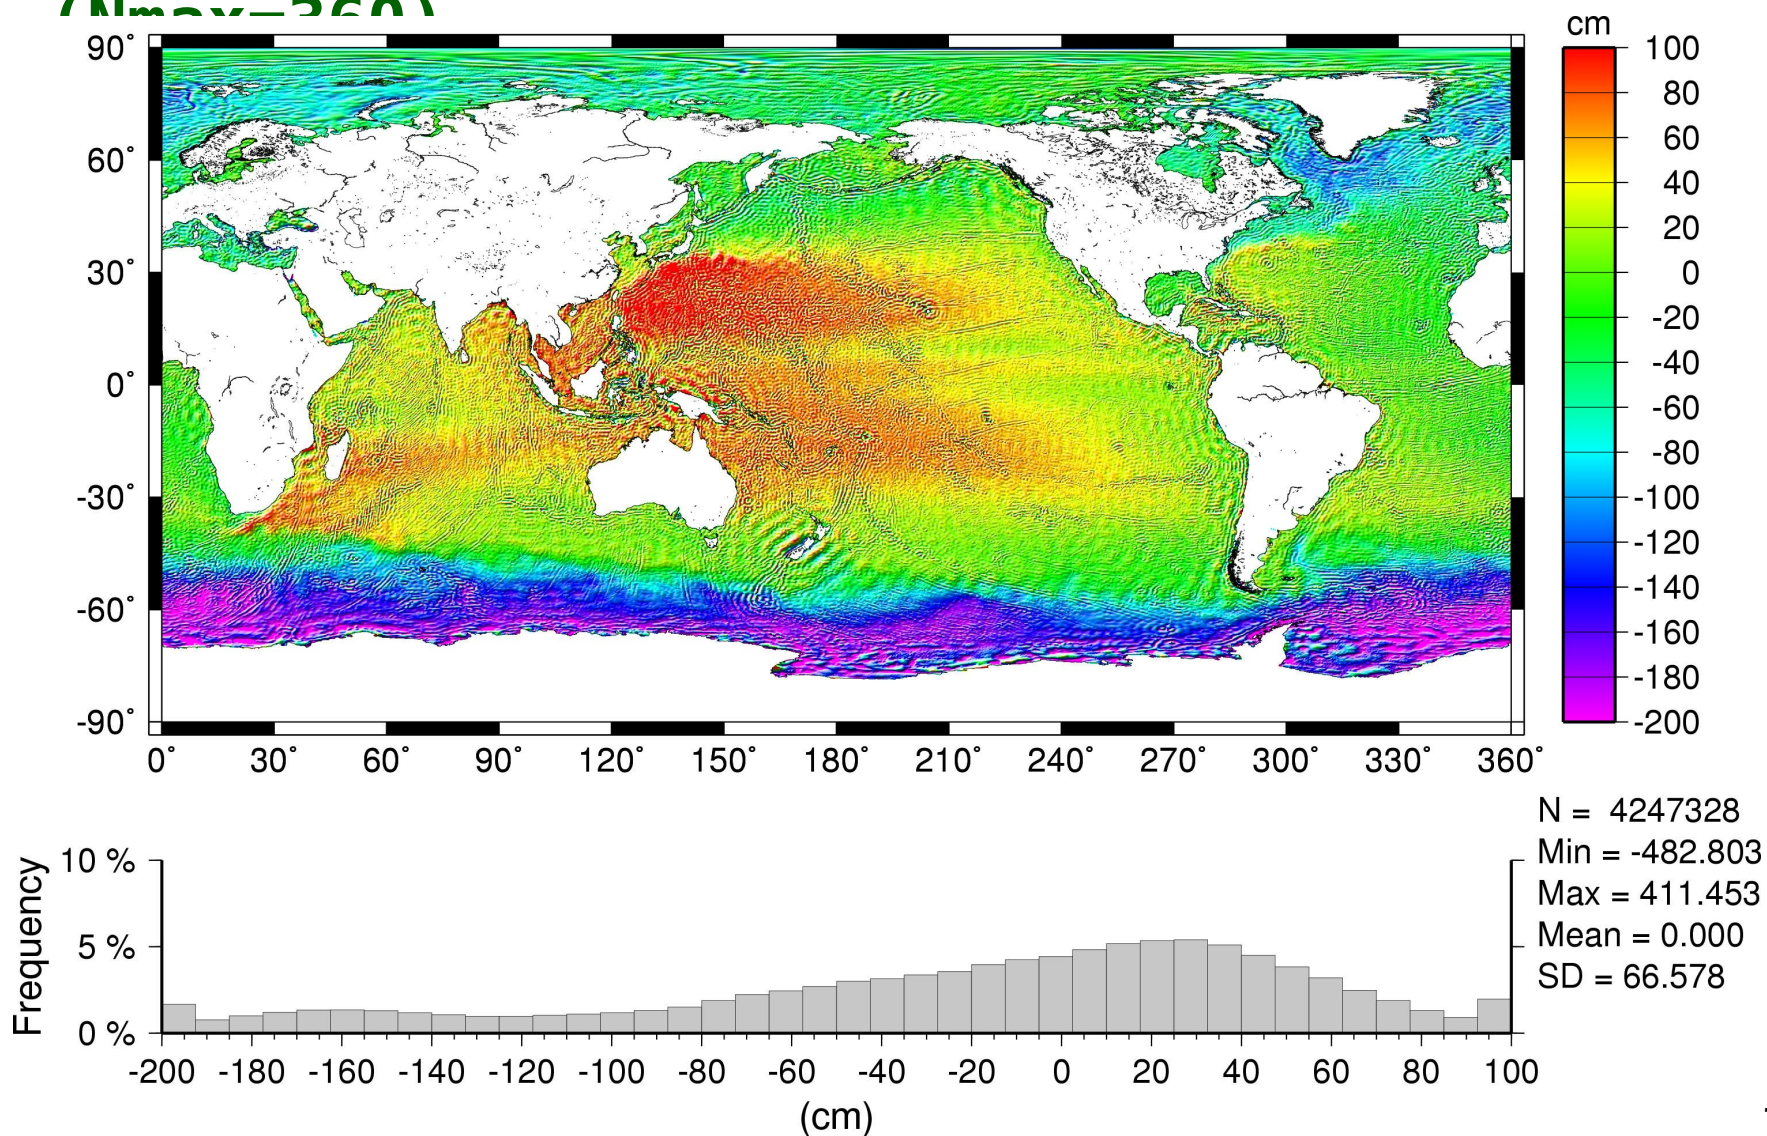 (Nmax=360)
cm
90°
60°
30°
0°
-30°
-60°
-90°
0° 30° 60° 90° 120° 150° 180° 210° 240° 270° 300° 330° 360°
100
80
60
40
20
0
-20
-40
-60
-80
-100
-120
-140
-160
-180
-200
N = 4247328
Min = -482.803
Max = 411.453
Mean = 0.000
SD = 66.578
Frequency
10 %
5 %
0 %
-200 -180 -160 -140 -120 -100 -80 -60 -40 -20 0 20 40 60 80 100
(cm)